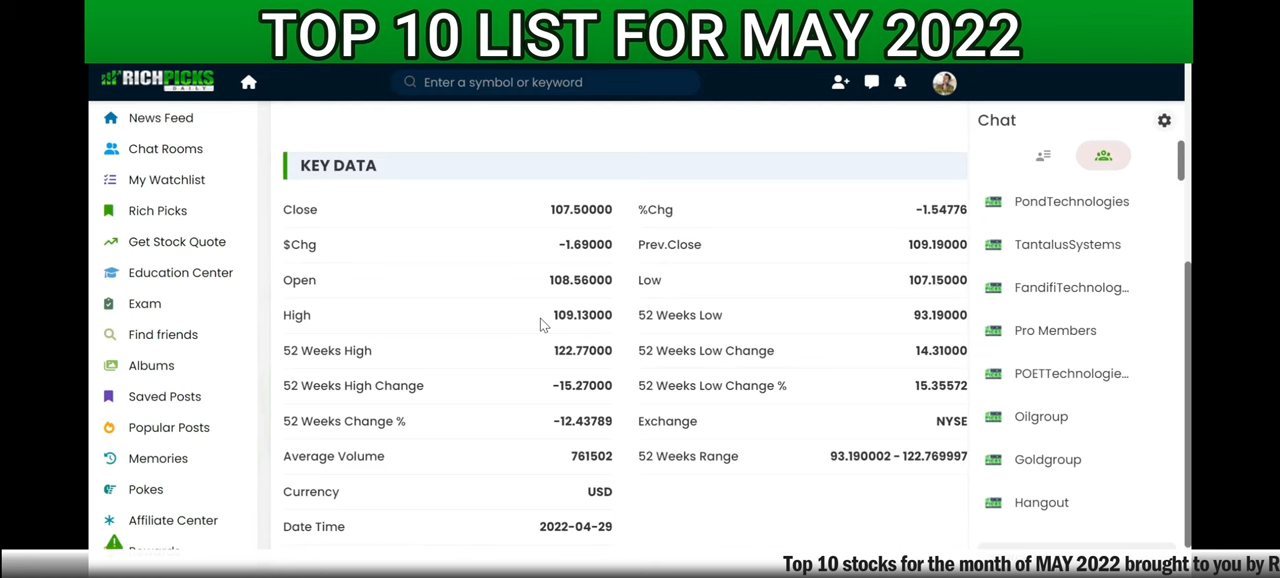 TOP 10 LIST FOR MAY 2022
RICHPICKS
DAILY
Enter a symbol or keyword
News Feed
Chat Rooms
My Watchlist
Rich Picks
Get Stock Quote
Education Center
Exam
Find friends
Albums
Saved Posts
Popular Posts
Memories
Pokes
Affiliate Center
KEY DATA
Close 107.50000 %Chg -1.54776
$Chg -1.69000 Prev.Close 109.19000
Open 108.56000 Low 107.15000
High 109.13000 52 Weeks Low 93.19000
52 Weeks High 122.77000 52 Weeks Low Change 14.31000
52 Weeks High Change -15.27000 52 Weeks Low Change % 15.35572
52 Weeks Change % -12.43789 Exchange NYSE
Average Volume 761502 52 Weeks Range 93.190002 - 122.769997
Currency USD
Date Time 2022-04-29
Chat
PondTechnologies
TantalusSystems
FandifiTechnolog...
Pro Members
POETTechnologie...
Oilgroup
Goldgroup
Hangout
Top 10 stocks for the month of MAY 2022 brought to you by R